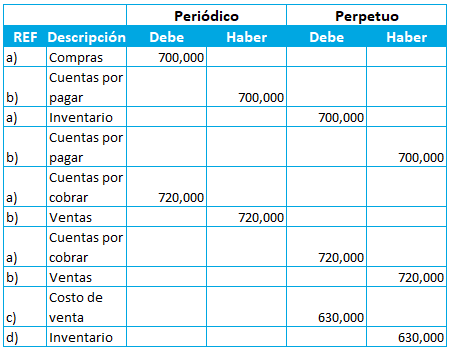 Periódico Perpetuo
REF Descripción Debe Haber Debe Haber
a) Compras 700,000
Cuentas por
b) pagar 700,000
a) Inventario 700,000
Cuentas por
b) pagar 700,000
Cuentas por
a) cobrar 720,000
b) Ventas 720,000
Cuentas por
a) cobrar 720,000
b) Ventas 720,000
Costo de
c) venta 630,000
d) Inventario 630,000